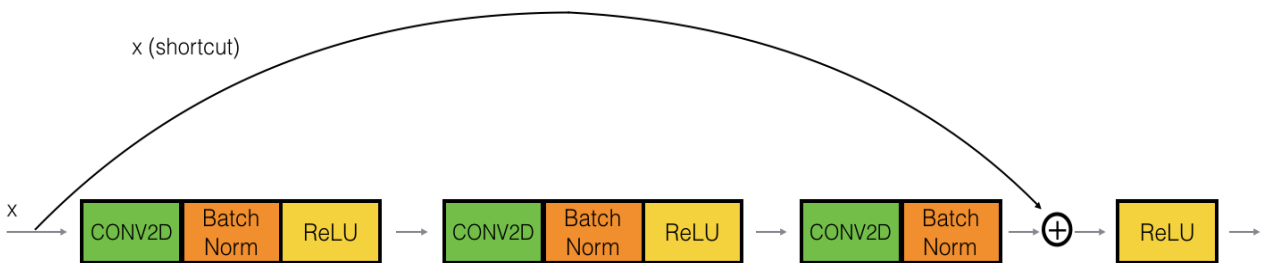 x (shortcut)
x
CONV2D
Batch
Norm
ReLU
CONV2D
Batch
Norm
ReLU
CONV2D
Batch
Norm
ReLU